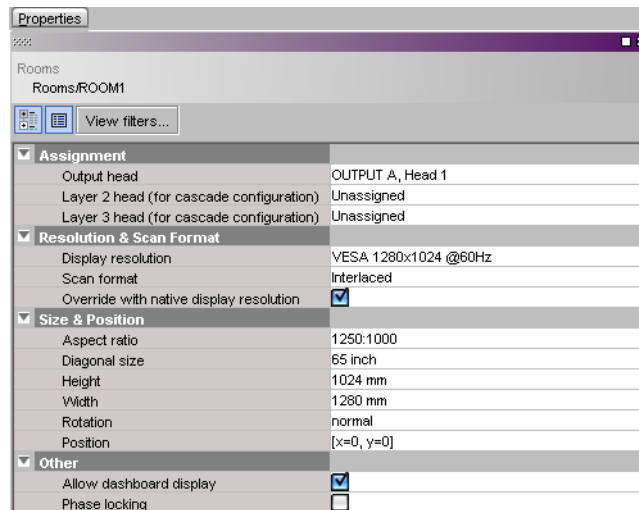 Properties
Rooms
Rooms/ROOM1
View filters...
Assignment
Output head OUTPUT A, Head 1
Layer 2 head (for cascade configuration) Unassigned
Layer 3 head (for cascade configuration) Unassigned
Resolution & Scan Format
Display resolution VESA 1280x1024 @60Hz
Scan format Interlaced
Override with native display resolution
Size & Position
Aspect ratio 1250:1000
Diagonal size 65 inch
Height 1024 mm
Width 1280 mm
Rotation normal
Position [x=0, y=0]
Other
Allow dashboard display
Phase locking